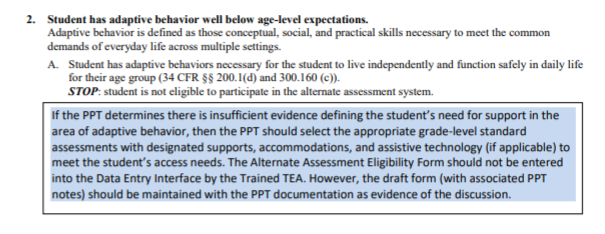 2. Student has adaptive behavior well below age-level expectations.
Adaptive behavior is defined as those conceptual, social, and practical skills necessary to meet the common
demands of everyday life across multiple settings.
A. Student has adaptive behaviors necessary for the student to live independently and function safely in daily life
for their age group (34 CFR §§ 200.1(d) and 300.160 (c)).
STOP: student is not eligible to participate in the alternate assessment system.
If the PPT determines there is insufficient evidence defining the student's need for support in the
area of adaptive behavior, then the PPT should select the appropriate grade-level standard
assessments with designated supports, accommodations, and assistive technology (if applicable) to
meet the student's access needs. The Alternate Assessment Eligibility Form should not be entered
into the Data Entry Interface by the Trained TEA. However, the draft form (with associated PPT
notes) should be maintained with the PPT documentation as evidence of the discussion.